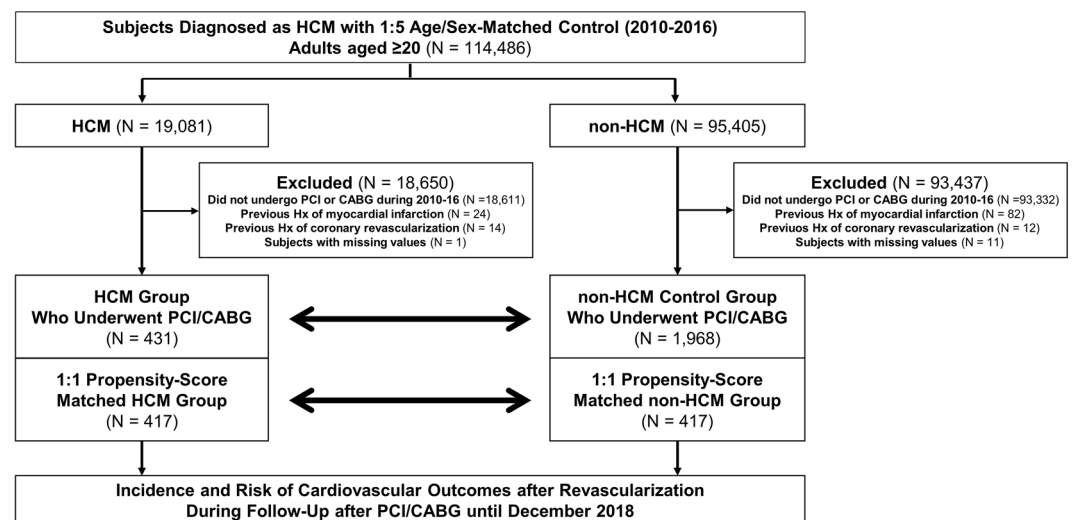 Subjects Diagnosed as HCM with 1:5 Age/Sex-Matched Control (2010-2016)
Adults aged ≥20 (N = 114,486)
HCM (N = 19,081)
non-HCM (N = 95,405)
Excluded (N = 18,650)
Did not undergo PCI or CABG during 2010-16 (N =18,611)
Previous Hx of myocardial infarction (N = 24)
Previuos Hx of coronary revascularization (N = 14)
Subjects with missing values (N = 1)
Excluded (N = 93,437)
Did not undergo PCI or CABG during 2010-16 (N =93,332)
Previous Hx of myocardial infarction (N = 82)
Previuos Hx of coronary revascularization (N = 12)
Subjects with missing values (N = 11)
HCM Group
Who Underwent PCI/CABG
(N = 431)
non-HCM Control Group
Who Underwent PCI/CABG
(N = 1,968)
1:1 Propensity-Score
Matched HCM Group
(N = 417)
1:1 Propensity-Score
Matched non-HCM Group
(N = 417)
Incidence and Risk of Cardiovascular Outcomes after Revascularization
During Follow-Up after PCI/CABG until December 2018